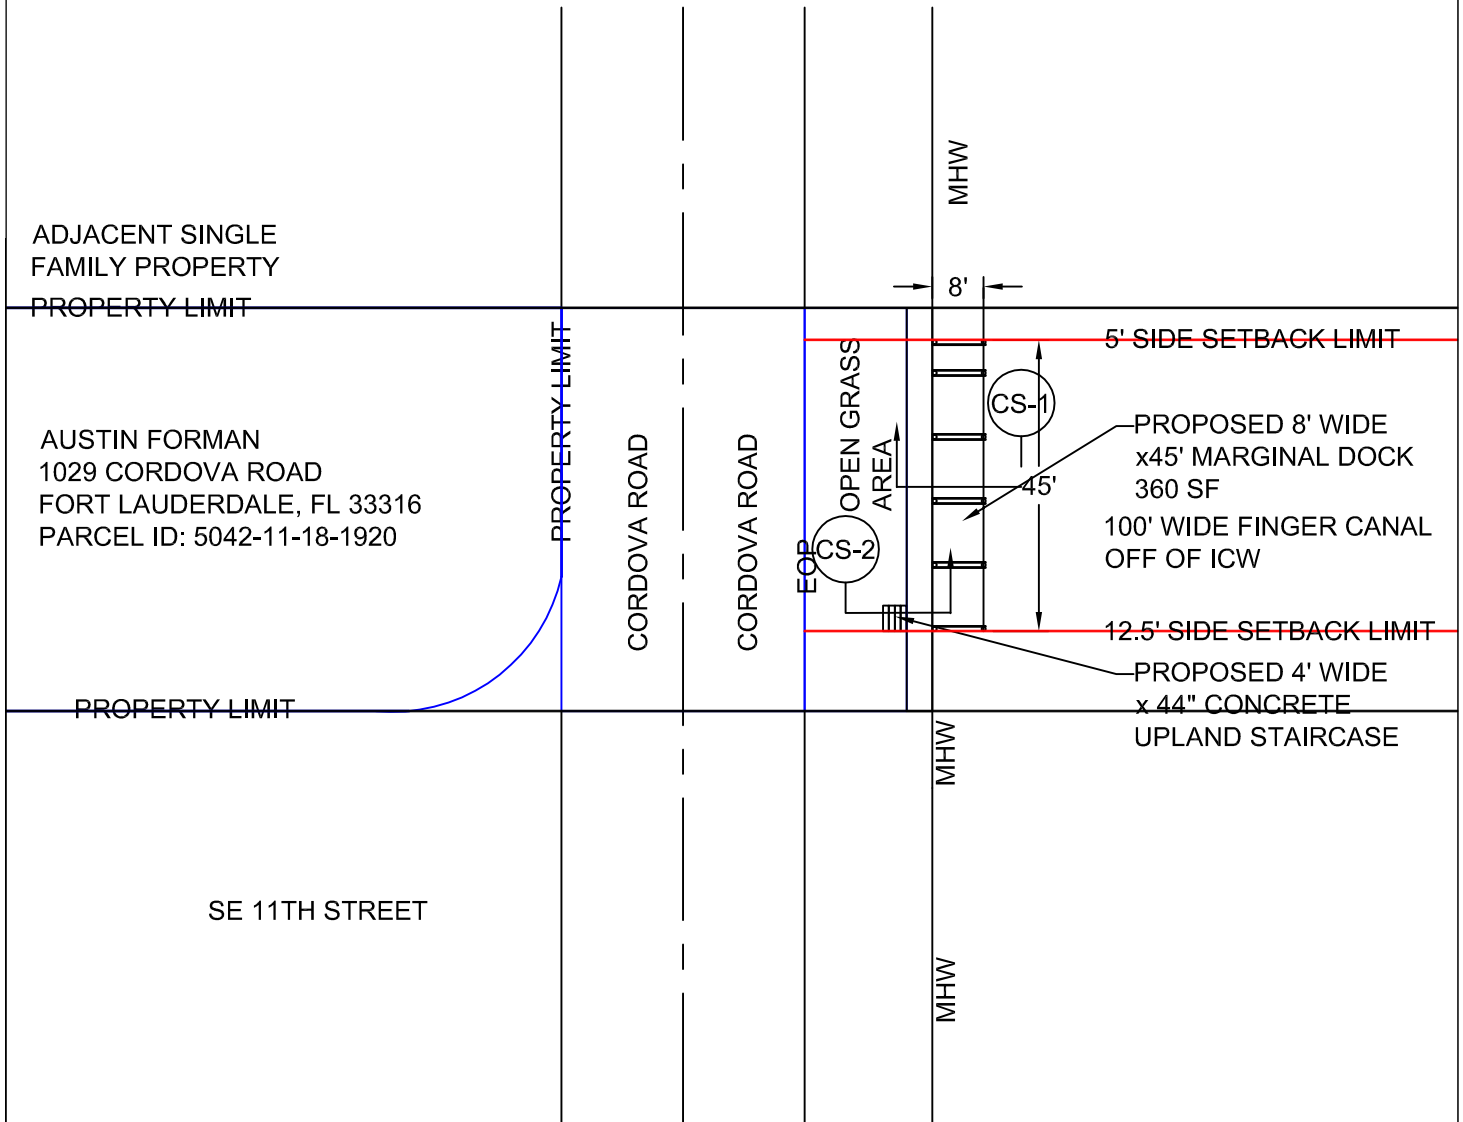 MHW
ADJACENT SINGLE
FAMILY PROPERTY
PROPERTY LIMIT
8'
5' SIDE SETBACK LIMIT
PROPERTY LIMIT
OPEN GRASS
AREA
CS-1
PROPOSED 8' WIDE
x45' MARGINAL DOCK
360 SF
AUSTIN FORMAN
1029 CORDOVA ROAD
FORT LAUDERDALE, FL 33316
PARCEL ID: 5042-11-18-1920
CORDOVA ROAD
CORDOVA ROAD
45'
100' WIDE FINGER CANAL
OFF OF ICW
EOP
CS-2
12.5' SIDE SETBACK LIMIT
PROPOSED 4' WIDE
x 44" CONCRETE
UPLAND STAIRCASE
PROPERTY LIMIT
MHW
SE 11TH STREET
MHW